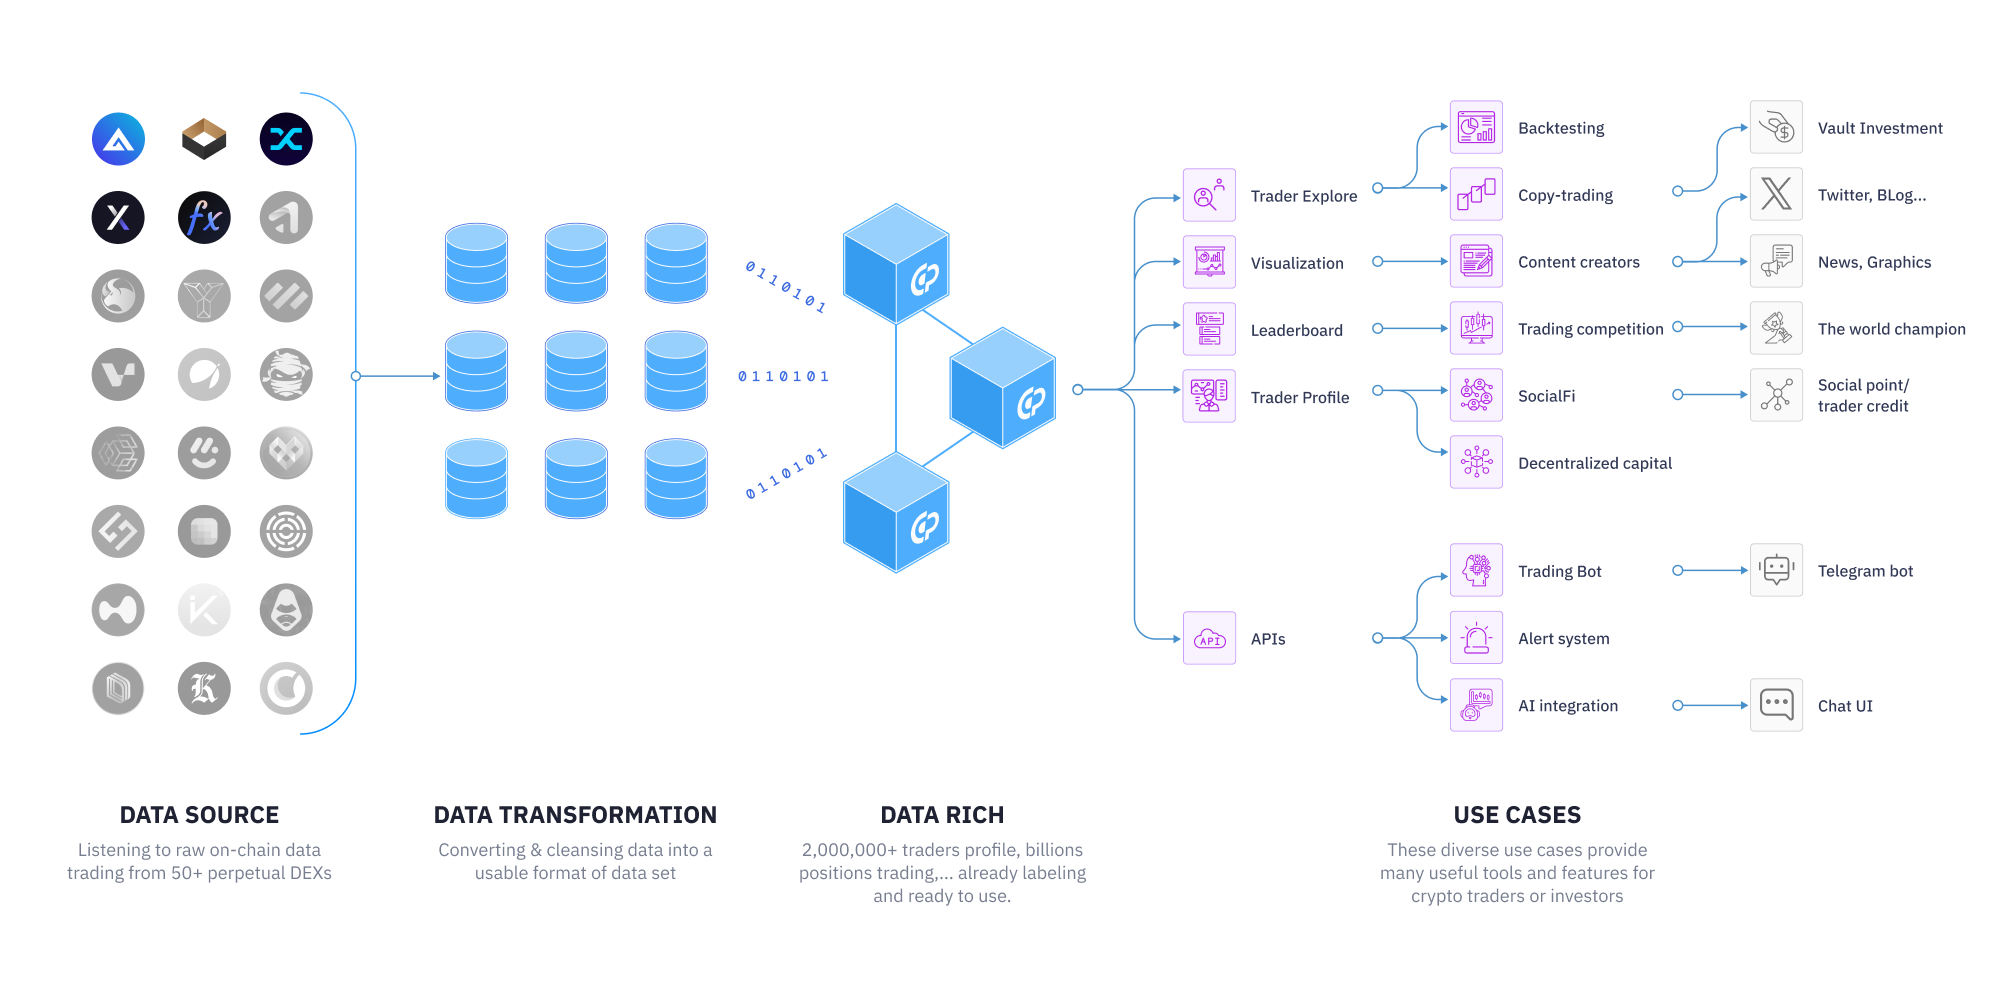 0110101
0110101
0110101
Trader Explore
Visualization
Leaderboard
Trader Profile
API
APIs
Backtesting
Copy-trading
Content creators
Trading competition
SocialFi
Decentralized capital
Trading Bot
Alert system
AI integration
Vault Investment
Twitter, BLog...
News, Graphics
The world champion
Social point/
trader credit
Telegram bot
Chat UI
DATA SOURCE
Listening to raw on-chain data
trading from 50+ perpetual DEXs
DATA TRANSFORMATION
Converting & cleansing data into a
usable format of data set
DATA RICH
2,000,000+ traders profile, billions
positions trading,... already labeling
and ready to use.
USE CASES
These diverse use cases provide
many useful tools and features for
crypto traders or investors